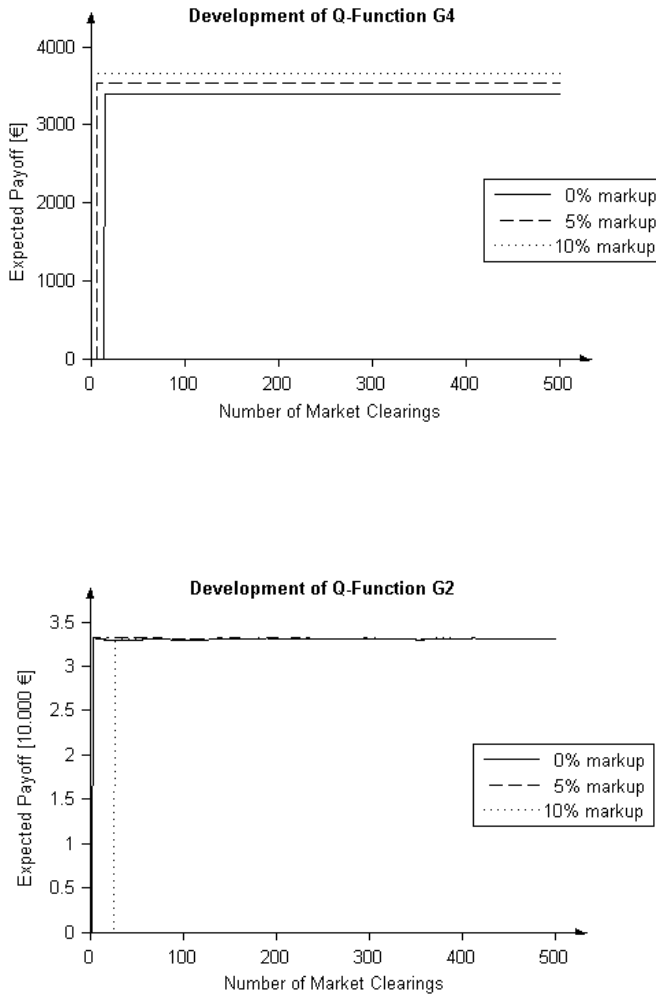 Development of Q-Function G4
Expected Payoff [€]
4000
3000
2000
1000
0
0 100 200 300 400 500
Number of Market Clearings
0% markup
5% markup
10% markup
Development of Q-Function G2
Expected Payoff [10.000 €]
3.5
3
2.5
2
1.5
1
0.5
0
0 100 200 300 400 500
Number of Market Clearings
0% markup
5% markup
10% markup